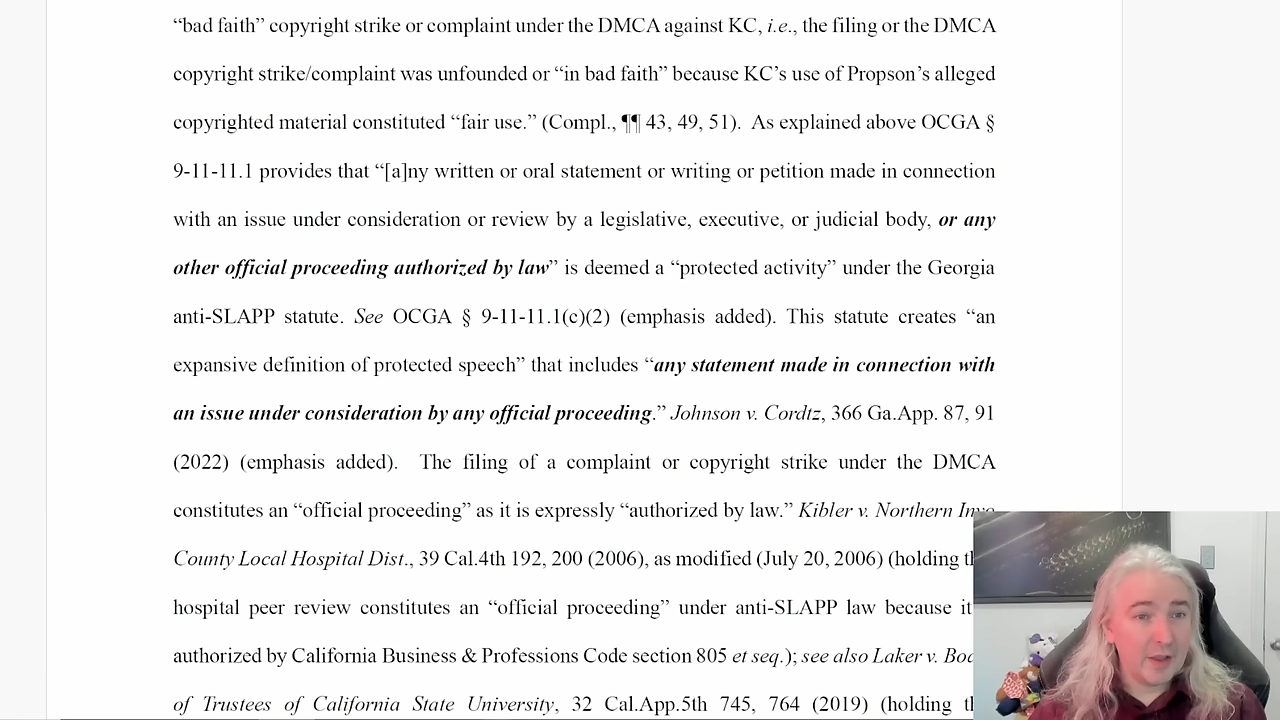 “bad faith” copyright strike or complaint under the DMCA against KC, i.e., the filing or the DMCA
copyright strike/complaint was unfounded or “in bad faith” because KC’s use of Propson’s alleged
copyrighted material constituted “fair use.” (Compl., ¶¶ 43, 49, 51).  As explained above OCGA §
9-11-11.1 provides that “[a]ny written or oral statement or writing or petition made in connection
with an issue under consideration or review by a legislative, executive, or judicial body, or any
other official proceeding authorized by law” is deemed a “protected activity” under the Georgia
anti-SLAPP statute. See OCGA § 9-11-11.1(c)(2) (emphasis added). This statute creates “an
expansive definition of protected speech” that includes “any statement made in connection with
an issue under consideration by any official proceeding.” Johnson v. Cordtz, 366 Ga.App. 87, 91
(2022) (emphasis added).  The filing of a complaint or copyright strike under the DMCA
constitutes an “official proceeding” as it is expressly “authorized by law.” Kibler v. Northern
County Local Hospital Dist., 39 Cal.4th 192, 200 (2006), as modified (July 20, 2006) (holding
hospital peer review constitutes an “official proceeding” under anti-SLAPP law because it
authorized by California Business & Professions Code section 805 et seq.); see also Laker v.
of Trustees of California State University, 32 Cal.App.5th 745, 764 (2019) (holding